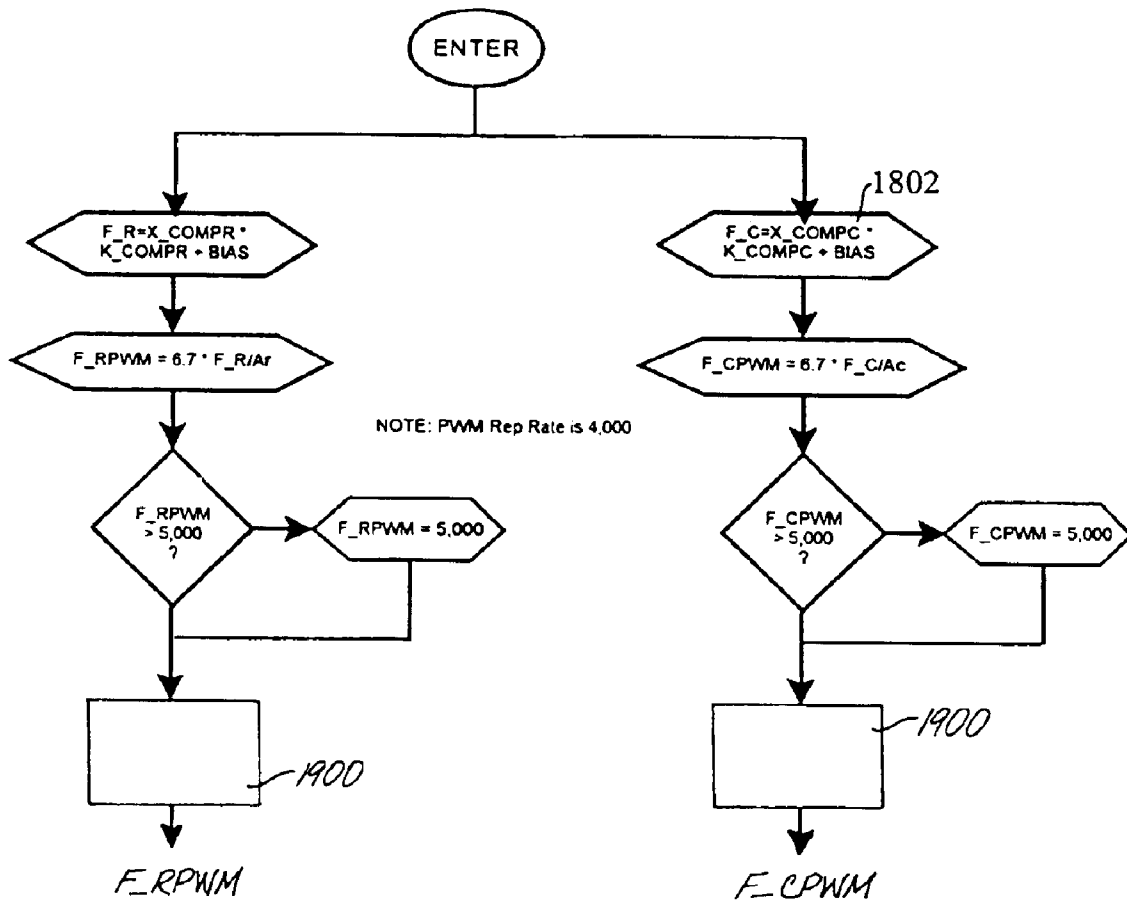 ENTER
F_R=X_COMPR *
K_COMPR + BIAS
1802
F_C=X_COMPC *
K_COMPC + BIAS
F_RPWM = 6.7 * F_R/Ar
F_CPWM = 6.7 * F_C/Ac
NOTE: PWM Rep Rate is 4,000
F_RPWM
> 5,000
?
F_RPWM = 5,000
F_CPWM
> 5,000
?
F_CPWM = 5,000
1900
1900
F_RPWM
F_CPWM